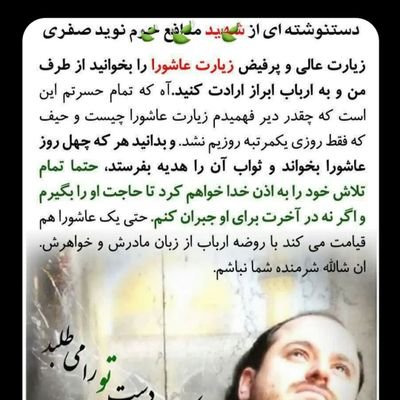 دستنوشته ای از شهید مدافع حرم نوید صفری
زیارت عالی و پرفیض زیارت عاشورا را بخوانید از طرف
من و به ارباب ابراز ارادت کنید.آه که تمام حسرتم این
است که چقدر دیر فهمیدم زیارت عاشورا چیست و حیف
که فقط روزی یکمرتبه روزیم نشد. و بدانید هر که چهل روز
عاشورا بخواند و ثواب آن را هدیه بفرستد، حتما تمام
تلاش خود را به اذن خدا خواهم کرد تا حاجت او را بگیرم
و اگر نه در آخرت برای او جبران کنم. حتی یک عاشورا هم
قیامت می کند با روضه ارباب از زبان مادرش و خواهرش.
ان شالله شرمنده شما نباشم.
دست تو را می طلبد